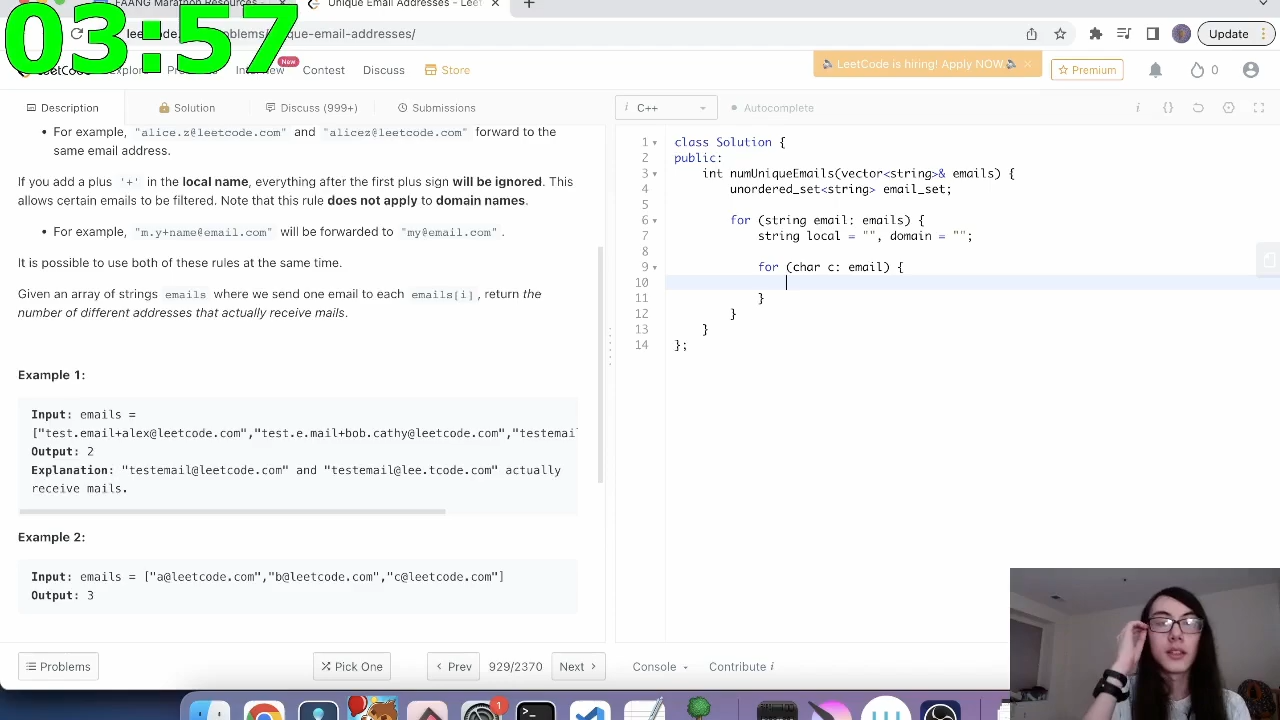 03:57
FAANG Marathon Resources
Unique Email Addresses - Leet
Update
LeetCode is hiring! Apply NOW.
Explore
Interview
New
Contest
Discuss
Store
Premium
0
Description
Solution
Discuss (999+)
Submissions
i C++
Autocomplete
For example, "alice.z@leetcode.com" and "alicez@leetcode.com" forward to the
same email address.
If you add a plus '+' in the local name, everything after the first plus sign will be ignored. This
allows certain emails to be filtered. Note that this rule does not apply to domain names.
For example, "m.y+name@email.com" will be forwarded to "my@email.com".
It is possible to use both of these rules at the same time.
Given an array of strings emails where we send one email to each emails[i], return the
number of different addresses that actually receive mails.
Example 1:
Input: emails =
["test.email+alex@leetcode.com","test.e.mail+bob.cathy@leetcode.com","testemail
Output: 2
Explanation: "testemail@leetcode.com" and "testemail@lee.tcode.com" actually
receive mails.
Example 2:
Input: emails = ["a@leetcode.com","b@leetcode.com","c@leetcode.com"]
Output: 3
1 class Solution {
2 public:
3 int numUniqueEmails(vector<string>& emails) {
4 unordered_set<string> email_set;
5
6 for (string email: emails) {
7 string local = "", domain = "";
8
9 for (char c: email) {
10
11 }
12 }
13 }
14 };
Problems
Pick One
Prev
929/2370
Next
Console
Contribute i
1